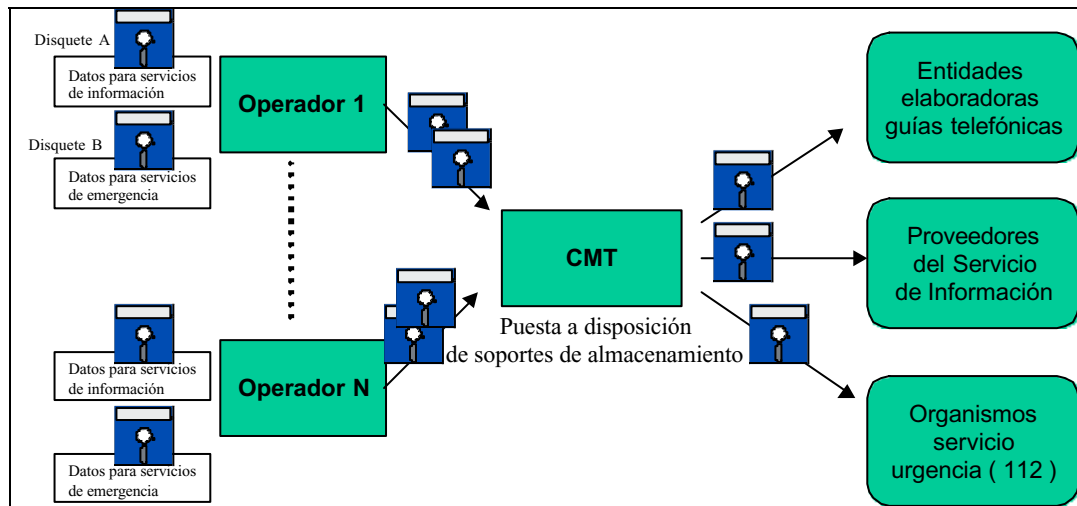 Disquete A
Datos para servicios
de información
Disquete B
Datos para servicios
de emergencia
Operador 1
Datos para servicios
de información
Datos para servicios
de emergencia
Operador N
CMT
Puesta a disposición
de soportes de almacenamiento
Entidades
elaboradoras
guías telefónicas
Proveedores
del Servicio
de Información
Organismos
servicio
urgencia ( 112 )